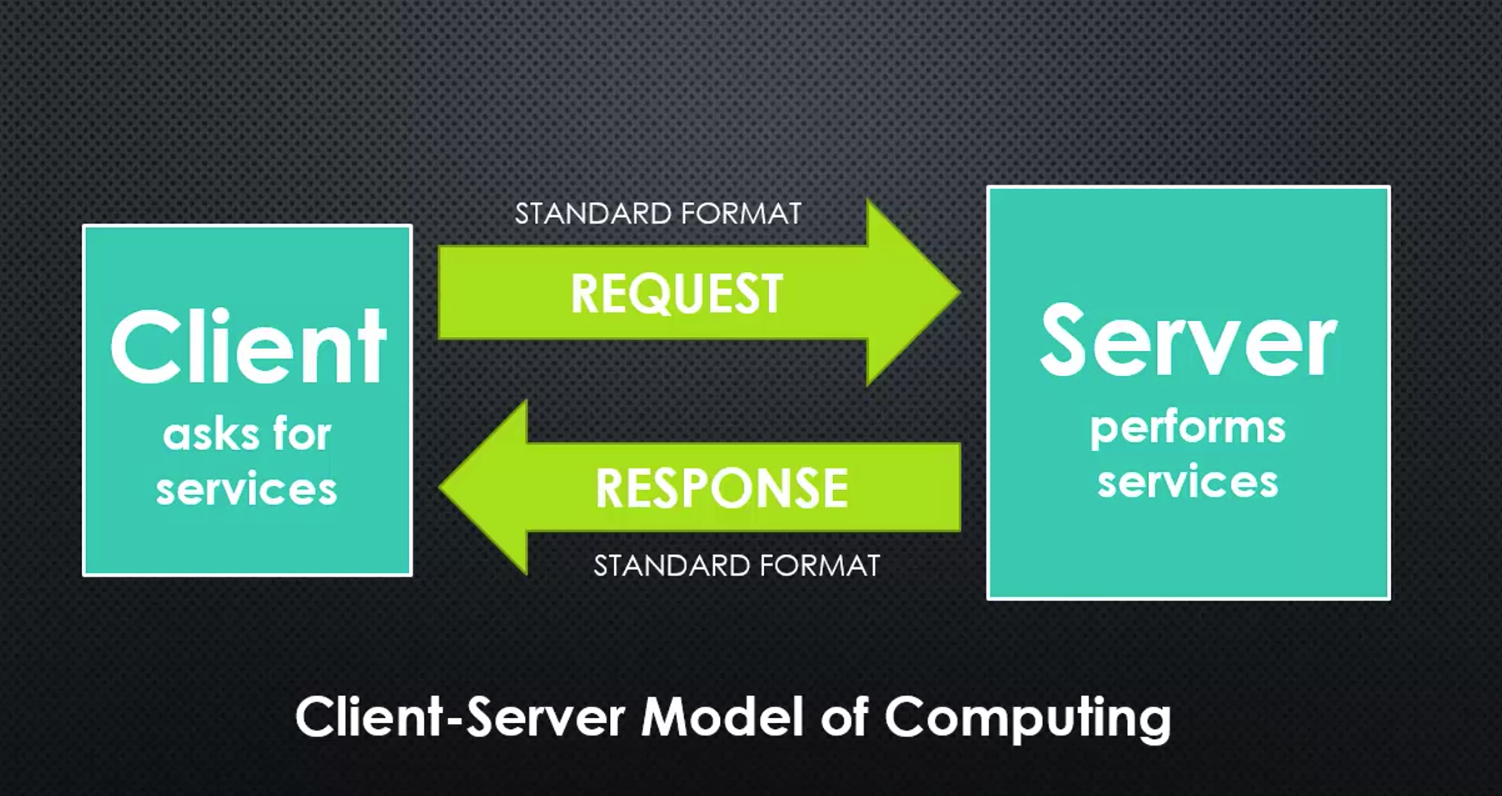 STANDARD FORMAT
REQUEST
Client
asks for
services
Server
performs
services
RESPONSE
STANDARD FORMAT
Client-Server Model of Computing